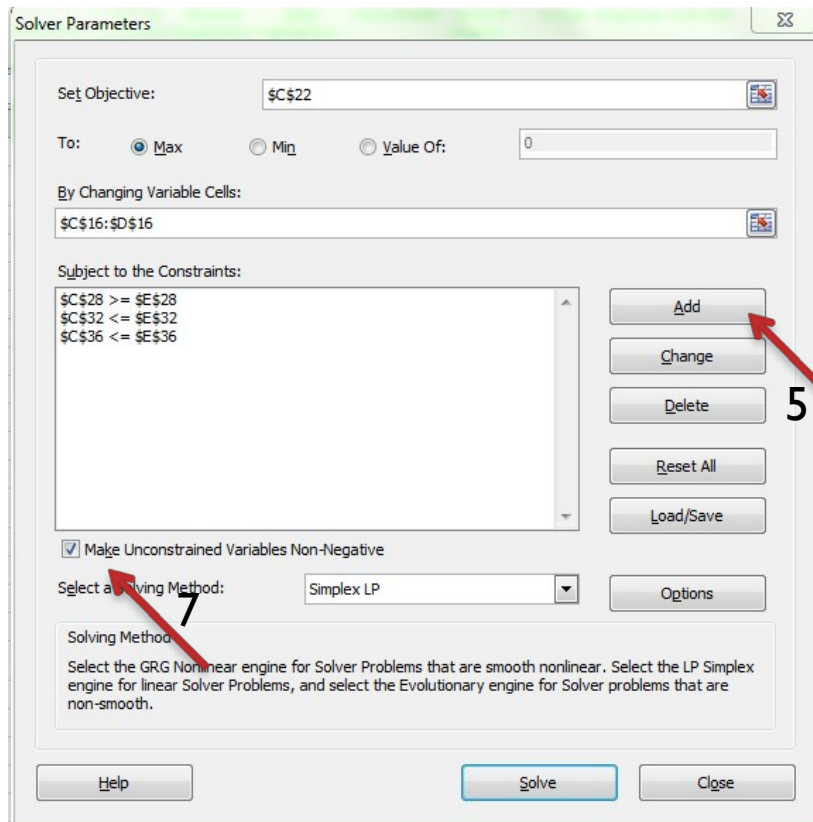 Solver Parameters
Set Objective:
$C$22
To:
Max
Min
Value Of:
0
By Changing Variable Cells:
$C$16:$D$16
Subject to the Constraints:
$C$28 >= $E$28
$C$32 <= $E$32
$C$36 <= $E$36
Add
Change
5
Delete
Reset All
Load/Save
Make Unconstrained Variables Non-Negative
Select a Solving Method:
Simplex LP
Options
7
Solving Method
Select the GRG Nonlinear engine for Solver Problems that are smooth nonlinear. Select the LP Simplex
engine for linear Solver Problems, and select the Evolutionary engine for Solver problems that are
non-smooth.
Help
Solve
Close